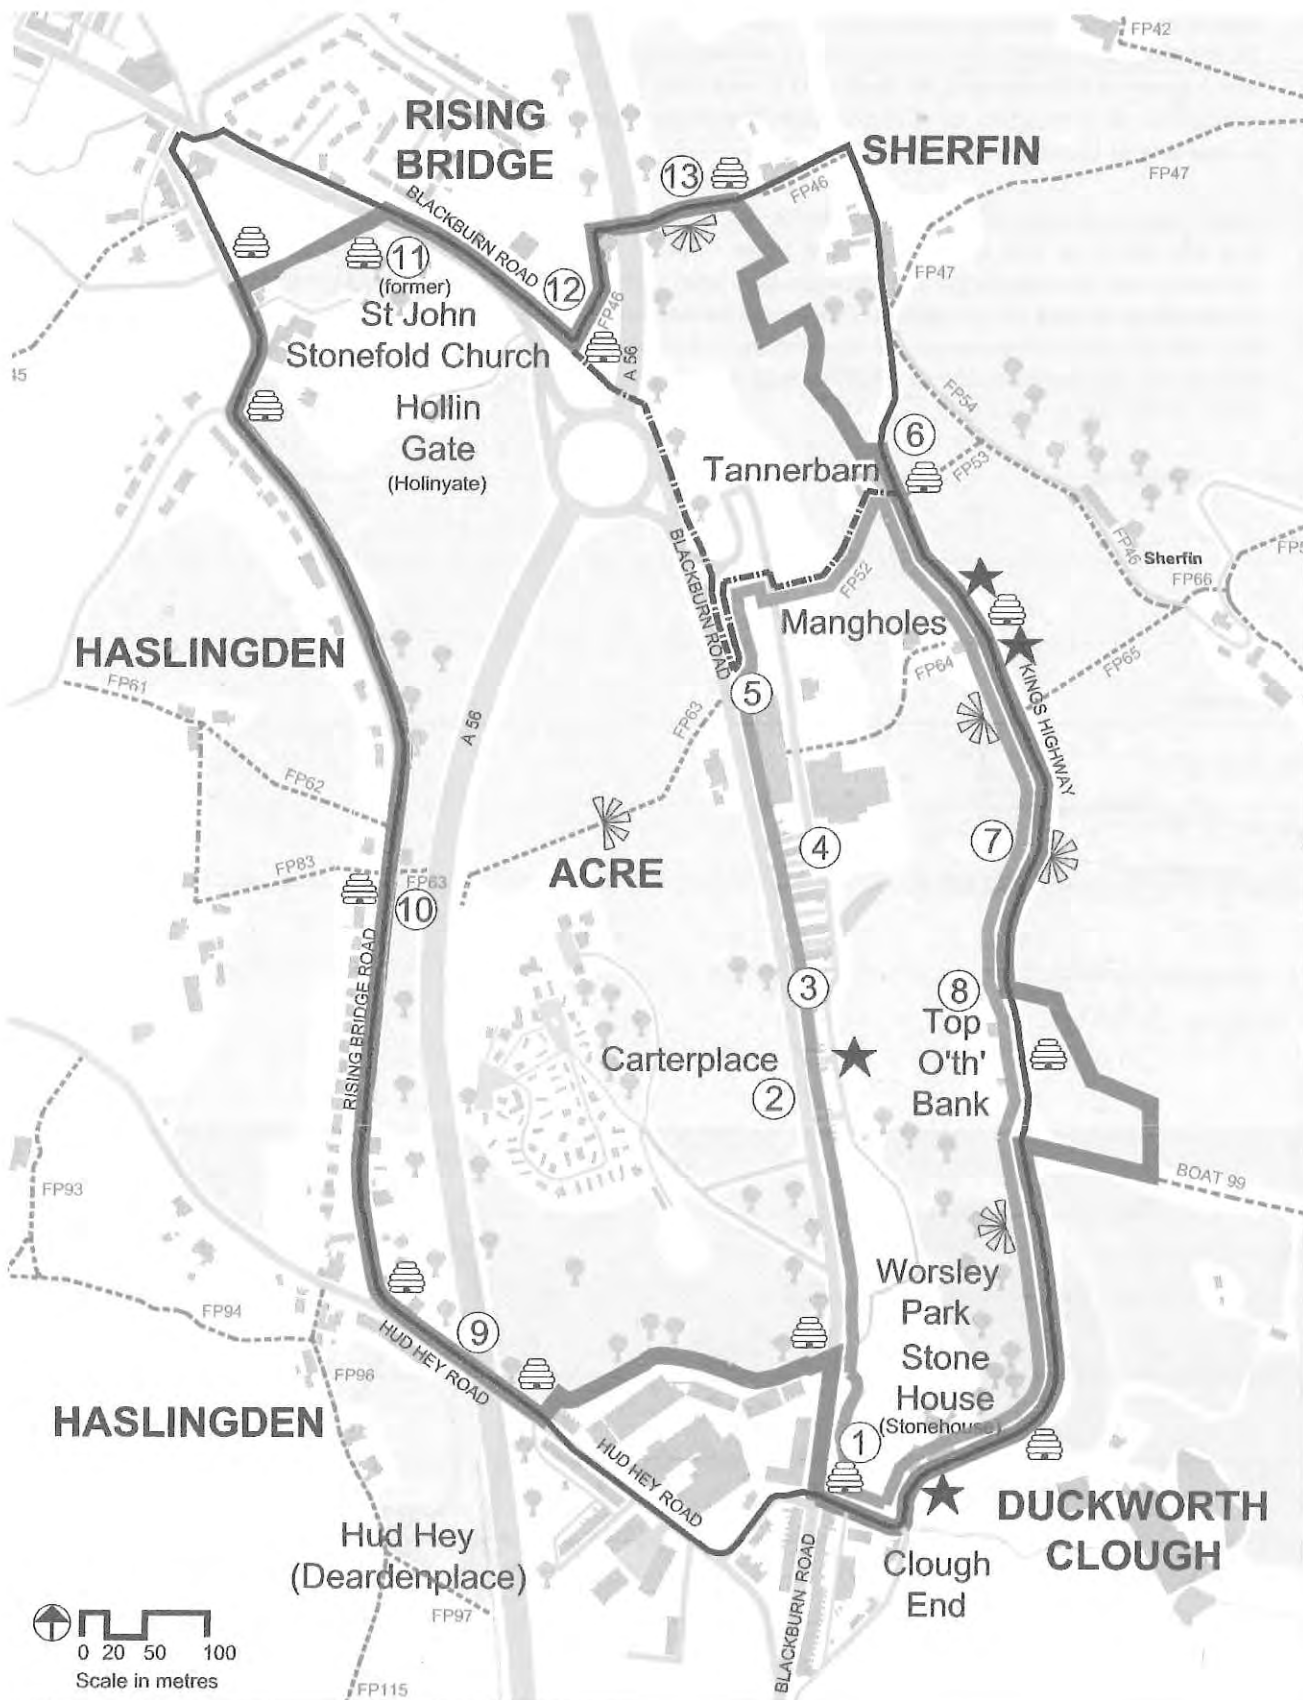 FP42
RISING
BRIDGE
SHERFIN
13
FP46
FP47
BLACKBURN ROAD
11
(former)
12
FP46
FP47
St John
Stonefold Church
A 56
45
Hollin
Gate
(Holinyate)
FP54
6
FP53
Tannerbarn
BLACKBURN ROAD
FP46
Sherfin
FP66
FP52
Mangholes
HASLINGDEN
FP61
FP64
FP65
5
KINGS HIGHWAY
A 56
FP63
FP62
7
4
FP83
FP63
ACRE
10
RISING BRIDGE ROAD
3
8
Top
O'th'
Bank
Carterplace
2
FP93
BOAT 99
Worsley
Park
Stone
House
(Stonehouse)
FP94
9
HUD HEY ROAD
FP96
HASLINGDEN
1
HUD HEY ROAD
DUCKWORTH
CLOUGH
Hud Hey
(Deardenplace)
Clough
End
BLACKBURN ROAD
FP97
0 20 50 100
Scale in metres
FP115